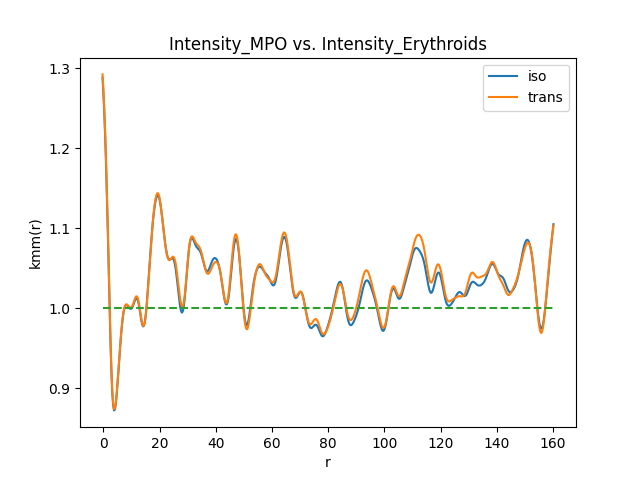 Intensity_MPO vs. Intensity_Erythroids
iso
trans
kmm(r)
1.3
1.2
1.1
1.0
0.9
0 20 40 60 80 100 120 140 160
r